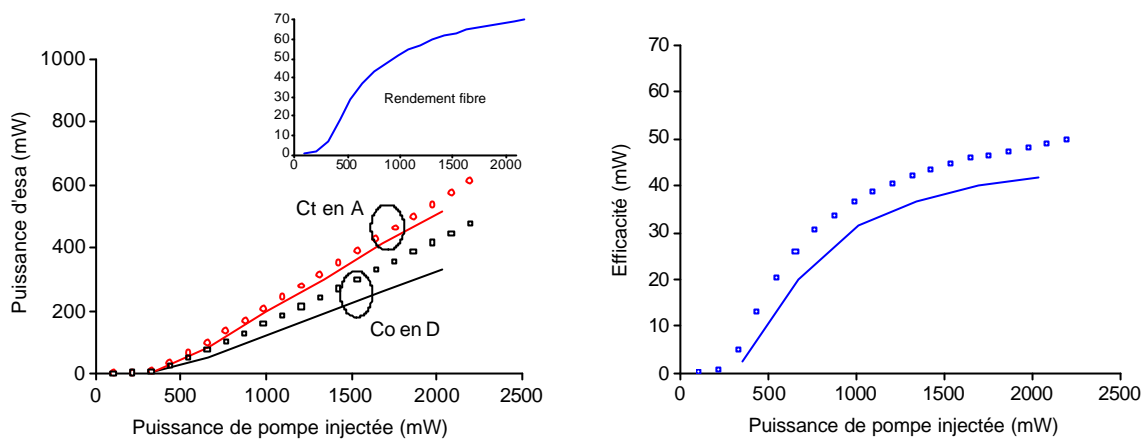 Puissance d'esa (mW)
1000
800
600
400
200
0
0 500 1000 1500 2000 2500
Puissance de pompe injectée (mW)
Ct en A
Co en D
70
60
50
40
30
20
10
0
0 500 1000 1500 2000
Rendement fibre
Efficacité (mW)
70
60
50
40
30
20
10
0
0 500 1000 1500 2000 2500
Puissance de pompe injectée (mW)